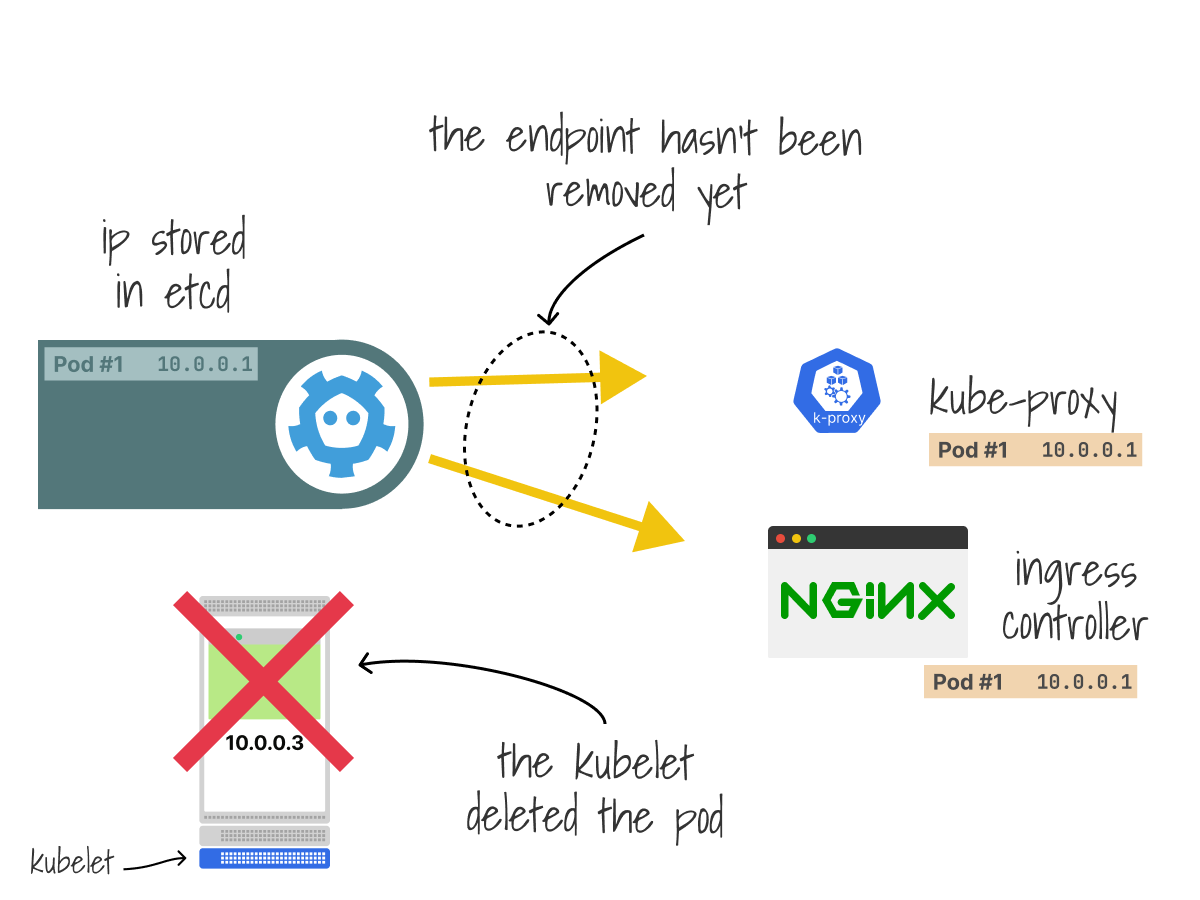 the endpoint hasn't been
removed yet
ip stored
in etcd
Pod #1 10.0.0.1
k-proxy
kube-proxy
Pod #1 10.0.0.1
NGINX
ingress
controller
Pod #1 10.0.0.1
10.0.0.3
the kubelet
deleted the pod
kubelet